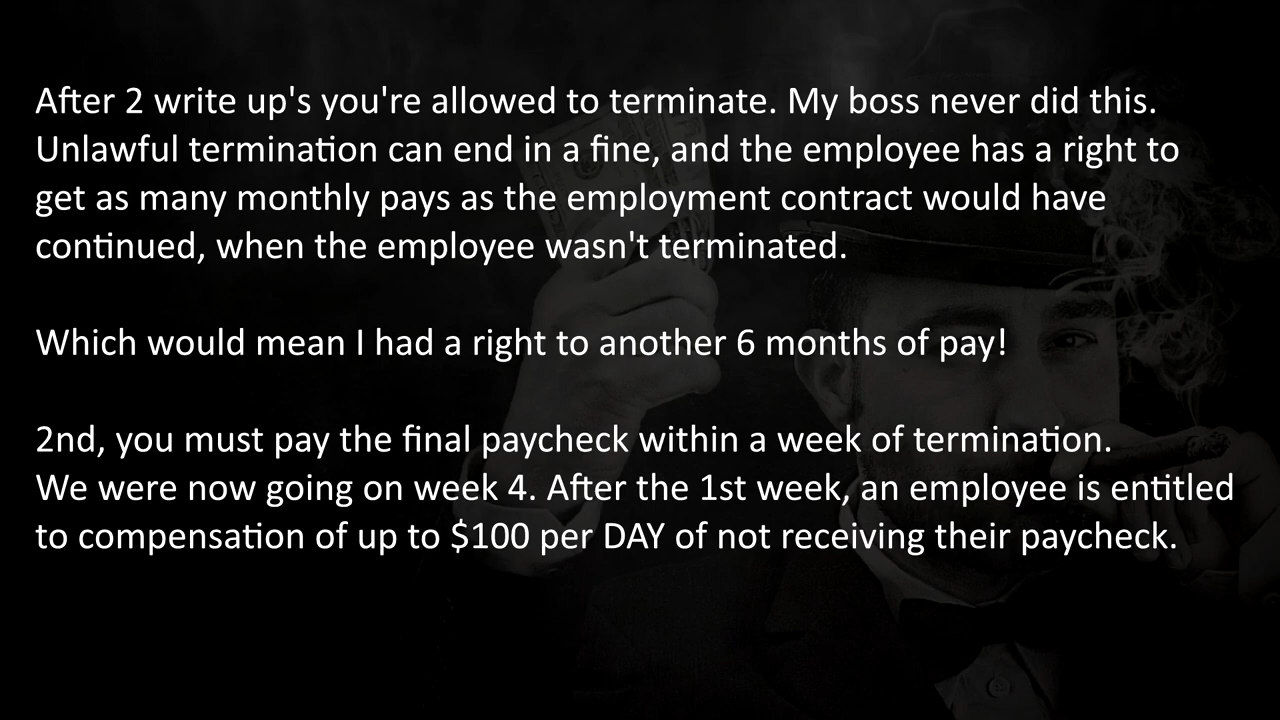 After 2 write up's you're allowed to terminate. My boss never did this.
Unlawful termination can end in a fine, and the employee has a right to
get as many monthly pays as the employment contract would have
continued, when the employee wasn't terminated.
Which would mean I had a right to another 6 months of pay!
2nd, you must pay the final paycheck within a week of termination.
We were now going on week 4. After the 1st week, an employee is entitled
to compensation of up to $100 per DAY of not receiving their paycheck.